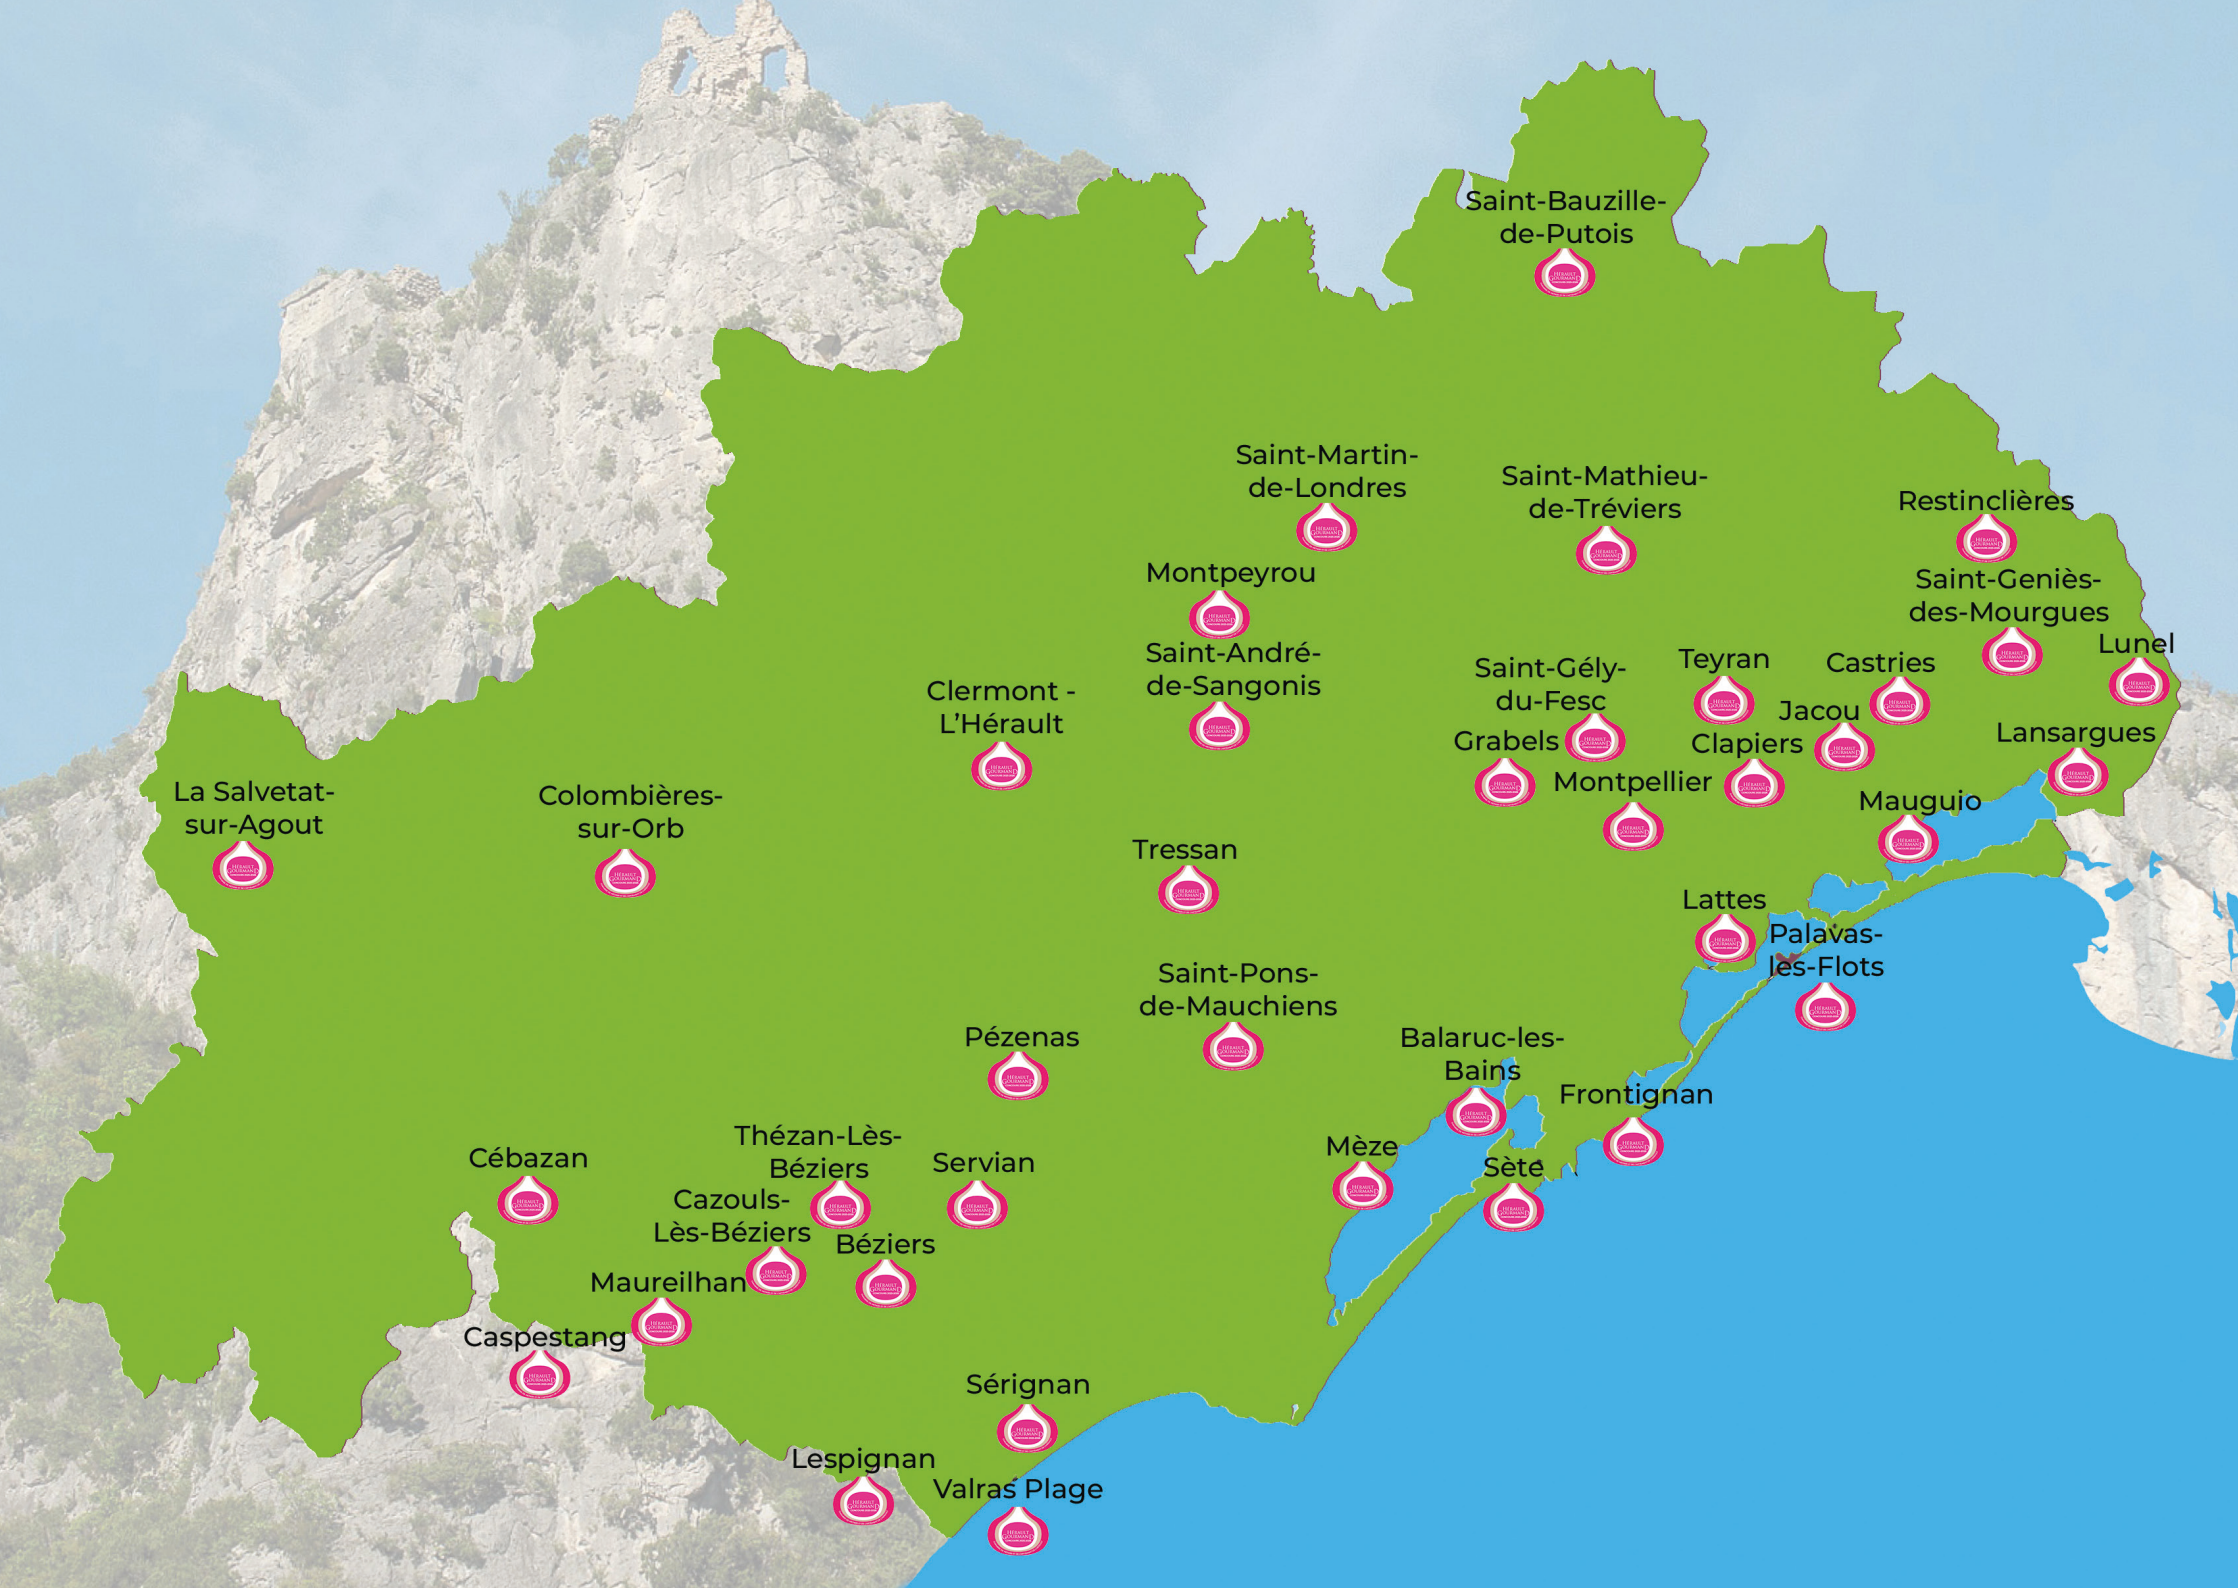 Saint-Bauzille-
de-Putois
Saint-Martin-
de-Londres
Saint-Mathieu-
de-Tréviers
Restinclières
Montpeyrou
Saint-Geniès-
des-Mourgues
Lunel
Saint-André-
de-Sangonis
Saint-Gély-
du-Fesc
Teyran
Castries
Clermont -
L'Hérault
Jacou
Lansargues
Grabels
Clapiers
Montpellier
La Salvetat-
sur-Agout
Colombières-
sur-Orb
Mauguio
Tressan
Lattes
Palavas-
les-Flots
Saint-Pons-
de-Mauchiens
Pézenas
Balaruc-les-
Bains
Frontignan
Thézan-Lès-
Béziers
Mèze
Cébazan
Servian
Sète
Cazouls-
Lès-Béziers
Béziers
Maureilhan
Caspestang
Sérignan
Lespignan
Valras Plage